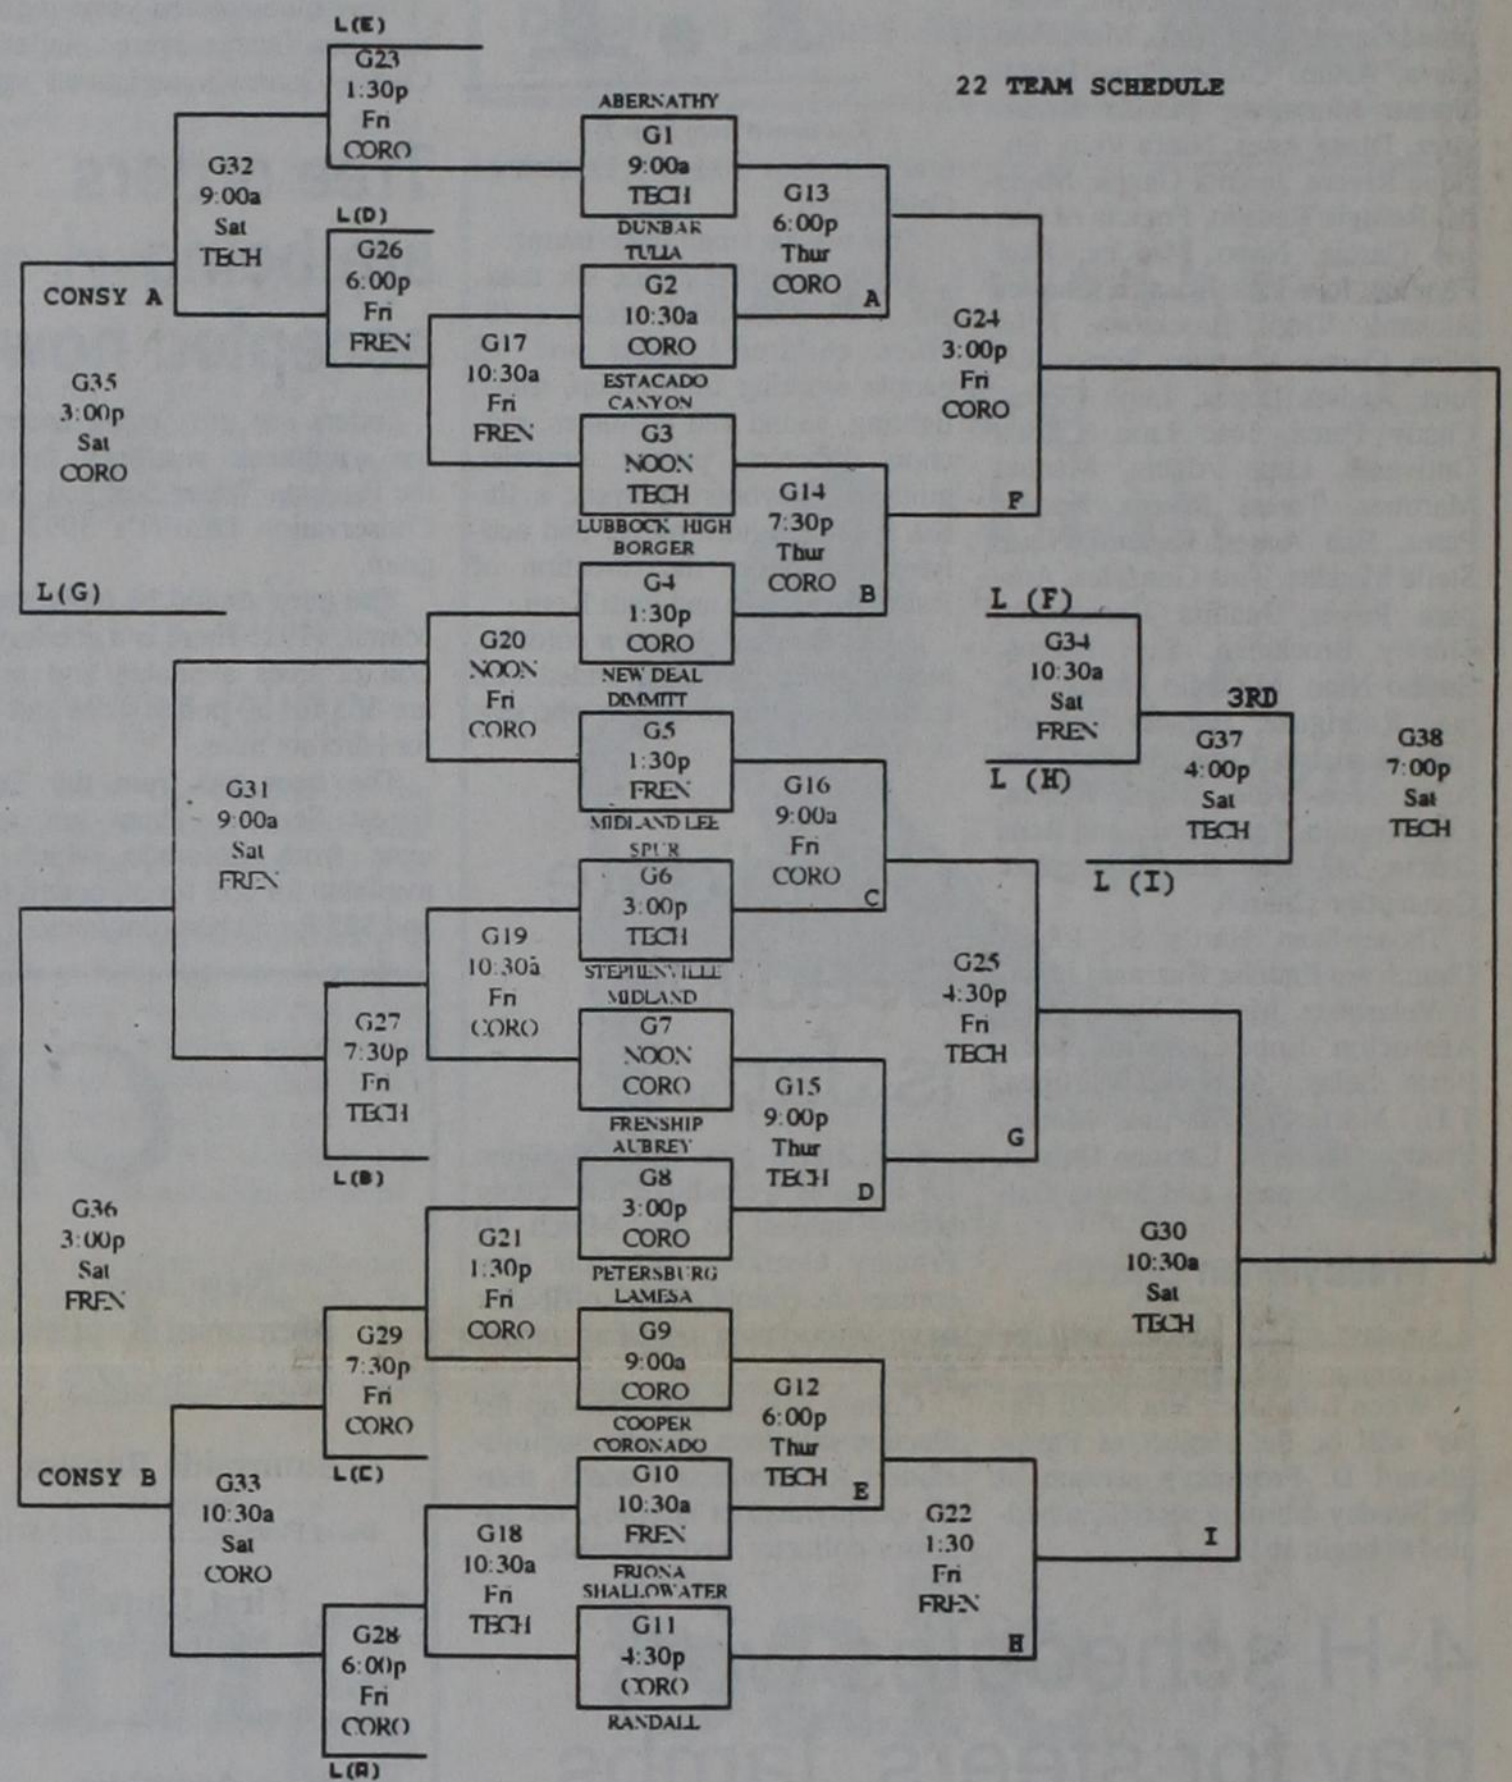 22 TEAM SCHEDULE
L(E)
G23
1:30p
Fri
CORO
G32
9:00a
Sat
TECH
L(D)
G26
6:00p
Fri
FREN
CONSY A
G35
3:00p
Sat
CORO
L(G)
G17
10:30a
Fri
FREN
G20
NOON
Fri
CORO
G31
9:00a
Sat
FREN
G19
10:30a
Fri
CORO
G27
7:30p
Fri
TECH
L(B)
G36
3:00p
Sat
FREN
G21
1:30p
Fri
CORO
G29
7:30p
Fri
CORO
L(C)
CONSY B
G33
10:30a
Sat
CORO
G18
10:30a
Fri
TECH
G28
6:00p
Fri
CORO
L(A)
ABERNATHY
G1
9:00a
TECH
DUNBAR
TULIA
G2
10:30a
CORO
ESTACADO
CANYON
G3
NOON
TECH
LUBBOCK HIGH
BORGER
G4
1:30p
CORO
NEW DEAL
DIMMITT
G5
1:30p
FREN
MIDLAND LEE
SPUR
G6
3:00p
TECH
STEPHENVILLE
MIDLAND
G7
NOON
CORO
FRENSHIP
AUBREY
G8
3:00p
CORO
PETERSBURG
LAMESA
G9
9:00a
CORO
COOPER
CORONADO
G10
10:30a
FREN
FRIONA
SHALLOWATER
G11
4:30p
CORO
RANDALL
G13
6:00p
Thur
CORO
A
G14
7:30p
Thur
CORO
B
G16
9:00a
Fri
CORO
C
G15
9:00p
Thur
TECH
D
G12
6:00p
Thur
TECH
E
G24
3:00p
Fri
CORO
F
G25
4:30p
Fri
TECH
G
G22
1:30
Fri
FREN
H
L (F)
G34
10:30a
Sat
FREN
L (H)
3RD
G37
4:00p
Sat
TECH
L (I)
G38
7:00p
Sat
TECH
G30
10:30a
Sat
TECH
I